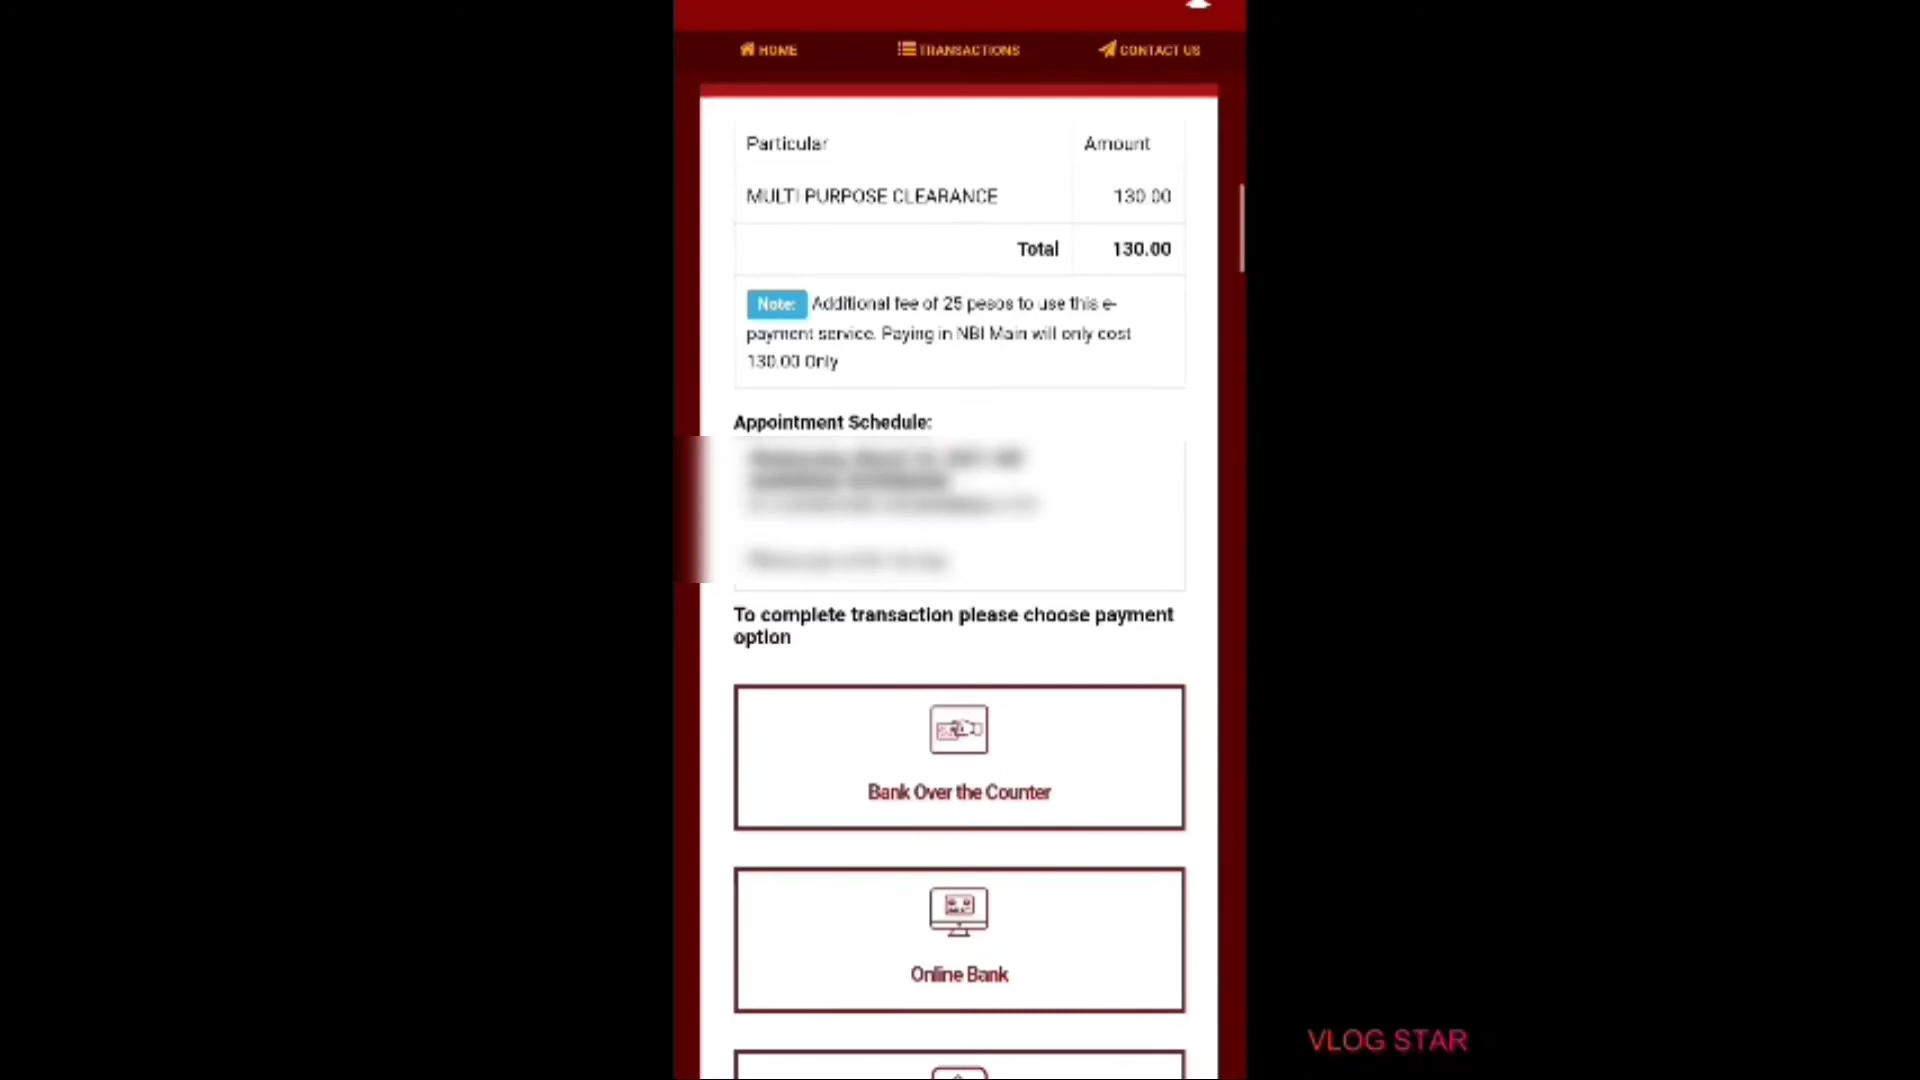 HOME
TRANSACTIONS
CONTACT US
Particular Amount
MULTI PURPOSE CLEARANCE 130.00
Total 130.00
Note: Additional fee of 25 pesos to use this e-
payment service. Paying in NBI Main will only cost
130.00 Only
Appointment Schedule:
To complete transaction please choose payment
option
Bank Over the Counter
Online Bank
VLOG STAR